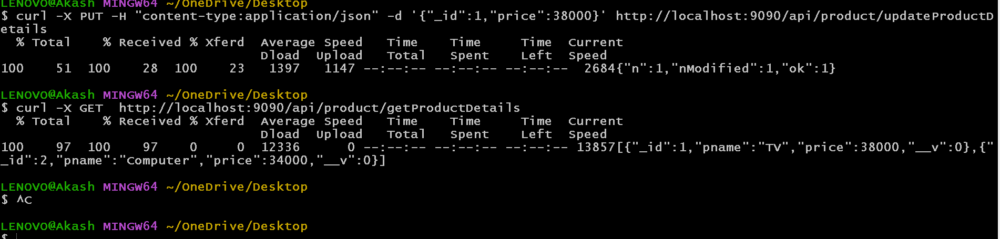 LENOVO@Akash MINGW64 ~/OneDrive/Desktop
$ curl -X PUT -H "content-type:application/json" -d '{"_id":1,"price":38000}' http://localhost:9090/api/product/updateProductD
etails
  % Total    % Received % Xferd  Average Speed   Time    Time     Time  Current
                                 Dload  Upload   Total   Spent    Left  Speed
100    51  100    28  100    23   1397   1147 --:--:-- --:--:-- --:--:--  2684{"n":1,"nModified":1,"ok":1}
LENOVO@Akash MINGW64 ~/OneDrive/Desktop
$ curl -X GET  http://localhost:9090/api/product/getProductDetails
  % Total    % Received % Xferd  Average Speed   Time    Time     Time  Current
                                 Dload  Upload   Total   Spent    Left  Speed
100    97  100    97    0     0  12336      0 --:--:-- --:--:-- --:--:-- 13857[{"_id":1,"pname":"TV","price":38000,"__v":0},{"
_id":2,"pname":"Computer","price":34000,"__v":0}]
LENOVO@Akash MINGW64 ~/OneDrive/Desktop
$ ^C
LENOVO@Akash MINGW64 ~/OneDrive/Desktop
$